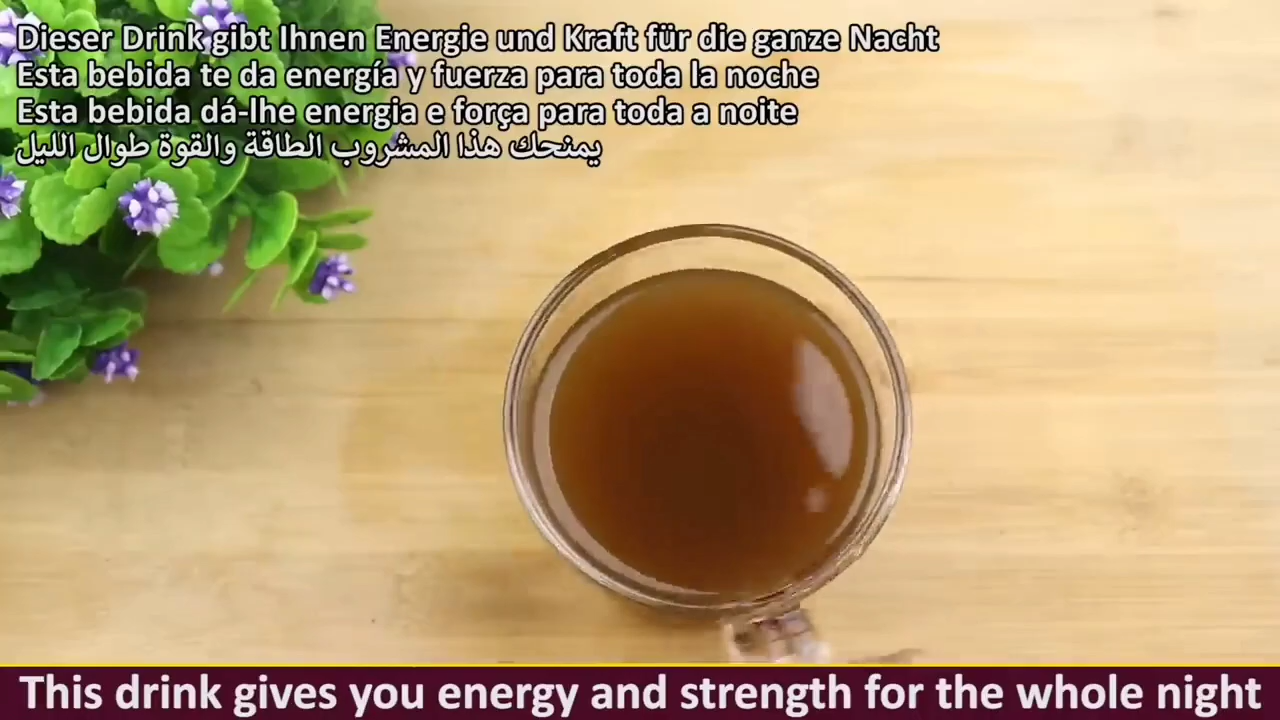 Dieser Drink gibt Ihnen Energie und Kraft für die ganze Nacht
Esta bebida te da energía y fuerza para toda la noche
Esta bebida dá-lhe energia e força para toda a noite
يمنحك هذا المشروب الطاقة والقوة طوال الليل
This drink gives you energy and strength for the whole night